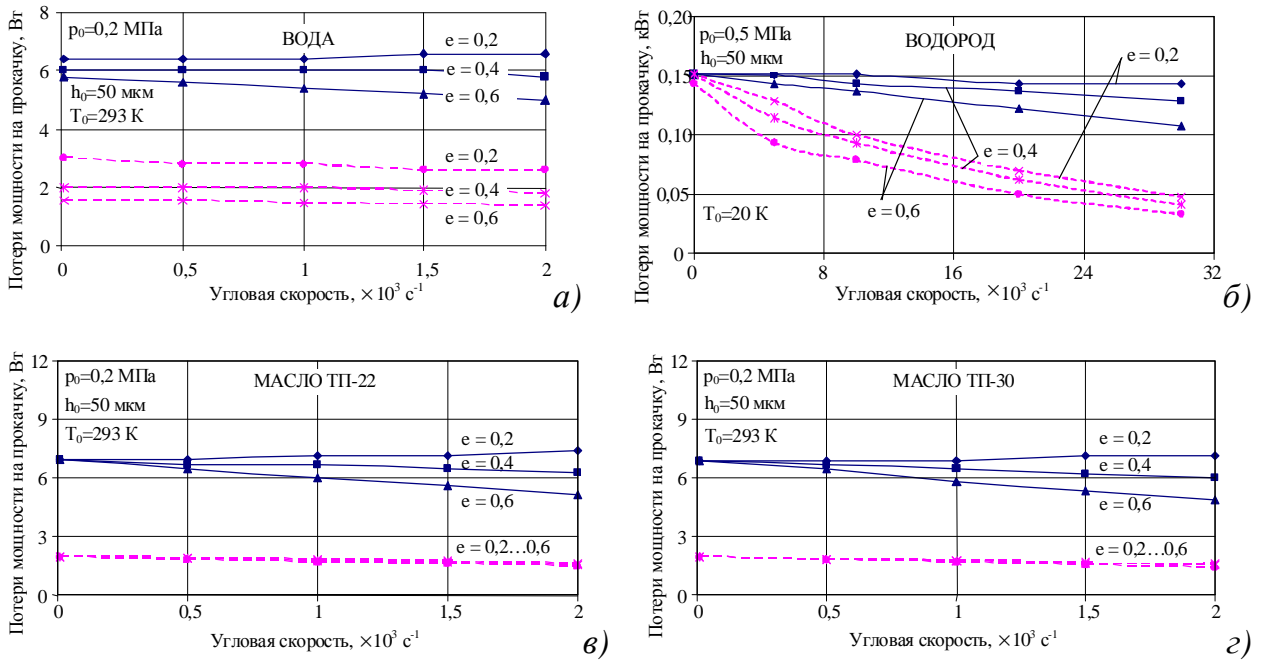 Потери мощности на прокачку, Вт
8
6
4
2
0
p₀=0,2 МПа
ВОДА
h₀=50 мкм
T₀=293 К
e = 0,2
e = 0,4
e = 0,6
e = 0,2
e = 0,4
e = 0,6
0 0,5 1 1,5 2
Угловая скорость, ×10³ с⁻¹
а)
Потери мощности на прокачку, кВт
0,20
0,15
0,10
0,05
0
p₀=0,5 МПа
h₀=50 мкм
ВОДОРОД
e = 0,2
e = 0,4
e = 0,6
T₀=20 К
0 8 16 24 32
Угловая скорость, ×10³ с⁻¹
б)
Потери мощности на прокачку, Вт
12
9
6
3
0
p₀=0,2 МПа
МАСЛО ТП-22
h₀=50 мкм
T₀=293 К
e = 0,2
e = 0,4
e = 0,6
e = 0,2…0,6
0 0,5 1 1,5 2
Угловая скорость, ×10³ с⁻¹
в)
Потери мощности на прокачку, Вт
12
9
6
3
0
p₀=0,2 МПа
МАСЛО ТП-30
h₀=50 мкм
T₀=293 К
e = 0,2
e = 0,4
e = 0,6
e = 0,2…0,6
0 0,5 1 1,5 2
Угловая скорость, ×10³ с⁻¹
г)